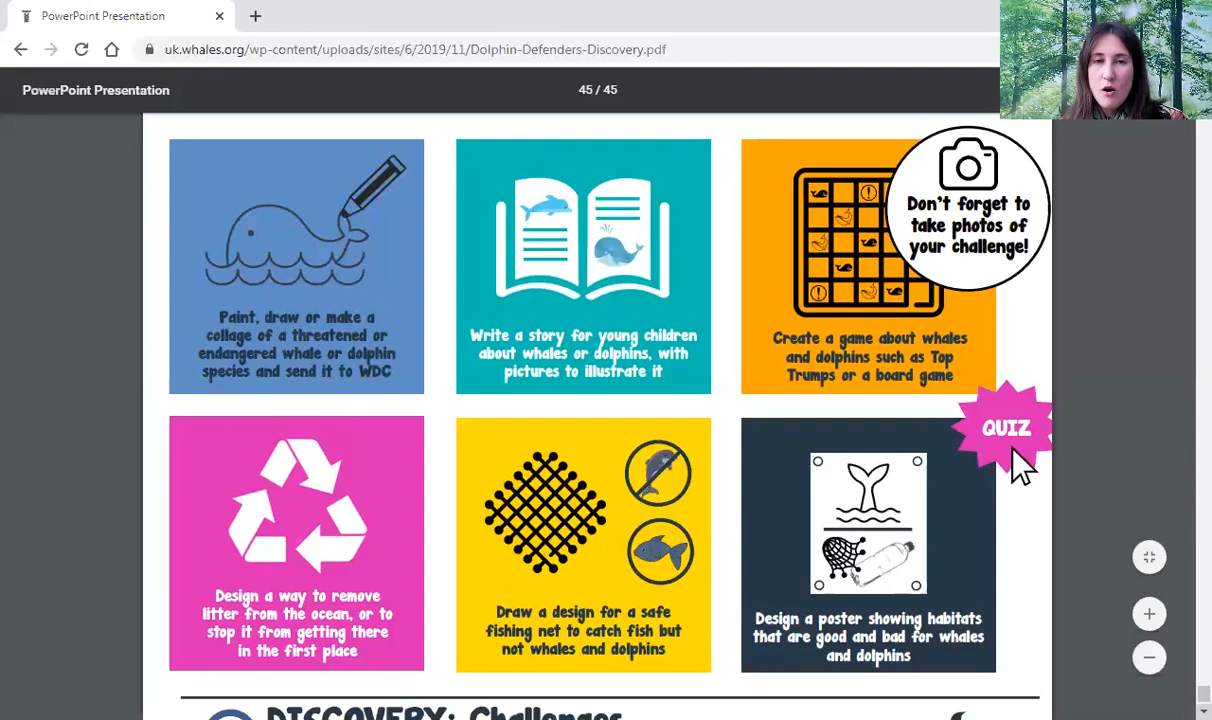 PowerPoint Presentation
uk.whales.org/wp-content/uploads/sites/6/2019/11/Dolphin-Defenders-Discovery.pdf
PowerPoint Presentation
45 / 45
Don't forget to
take photos of
your challenge!
Paint, draw or make a
collage of a threatened or
endangered whale or dolphin
species and send it to WDC
Write a story for young children
about whales or dolphins, with
pictures to illustrate it
Create a game about whales
and dolphins such as Top
Trumps or a board game
QUIZ
Design a way to remove
litter from the ocean, or to
stop it from getting there
in the first place
Draw a design for a safe
fishing net to catch fish but
not whales and dolphins
Design a poster showing habitats
that are good and bad for whales
and dolphins
DISCOVERY: Challenges